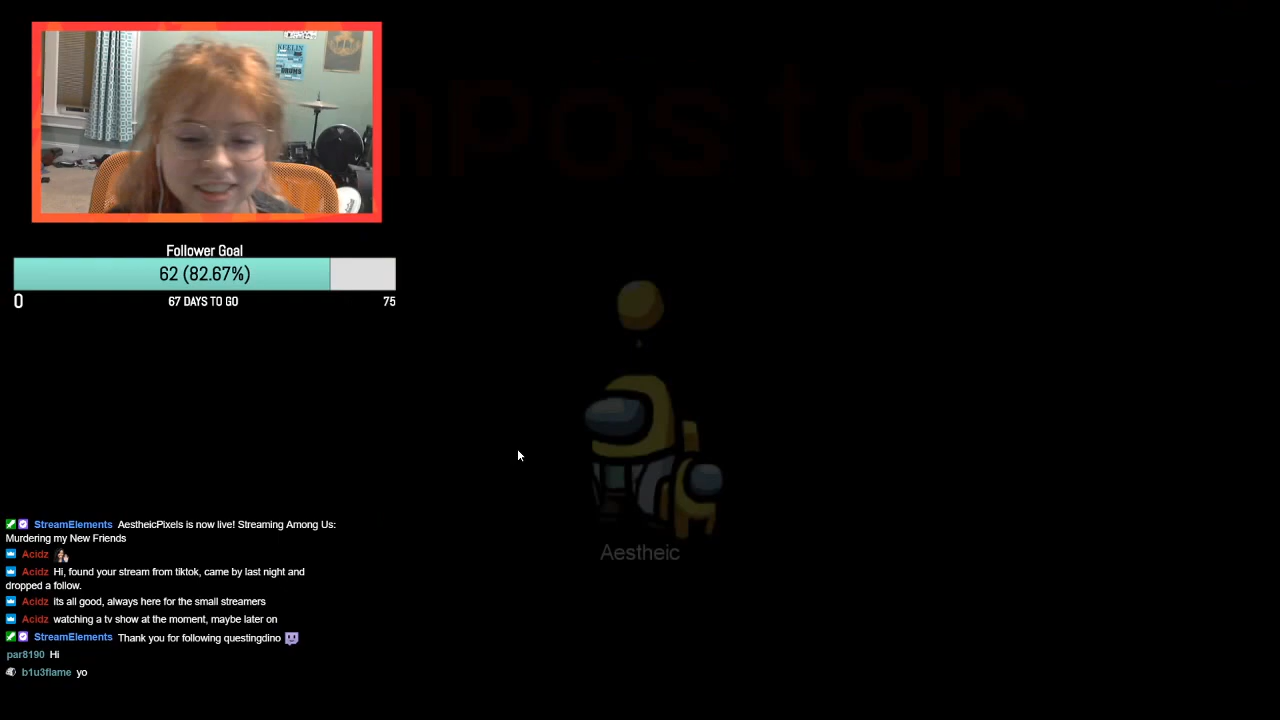 KEELIN
DRUMS
mpostor
Follower Goal
62 (82.67%)
0
67 DAYS TO GO
75
Aestheic
StreamElements AestheicPixels is now live! Streaming Among Us:
Murdering my New Friends
Acidz
Acidz Hi, found your stream from tiktok, came by last night and
dropped a follow.
Acidz its all good, always here for the small streamers
Acidz watching a tv show at the moment, maybe later on
StreamElements Thank you for following questingdino
par8190 Hi
b1u3flame yo